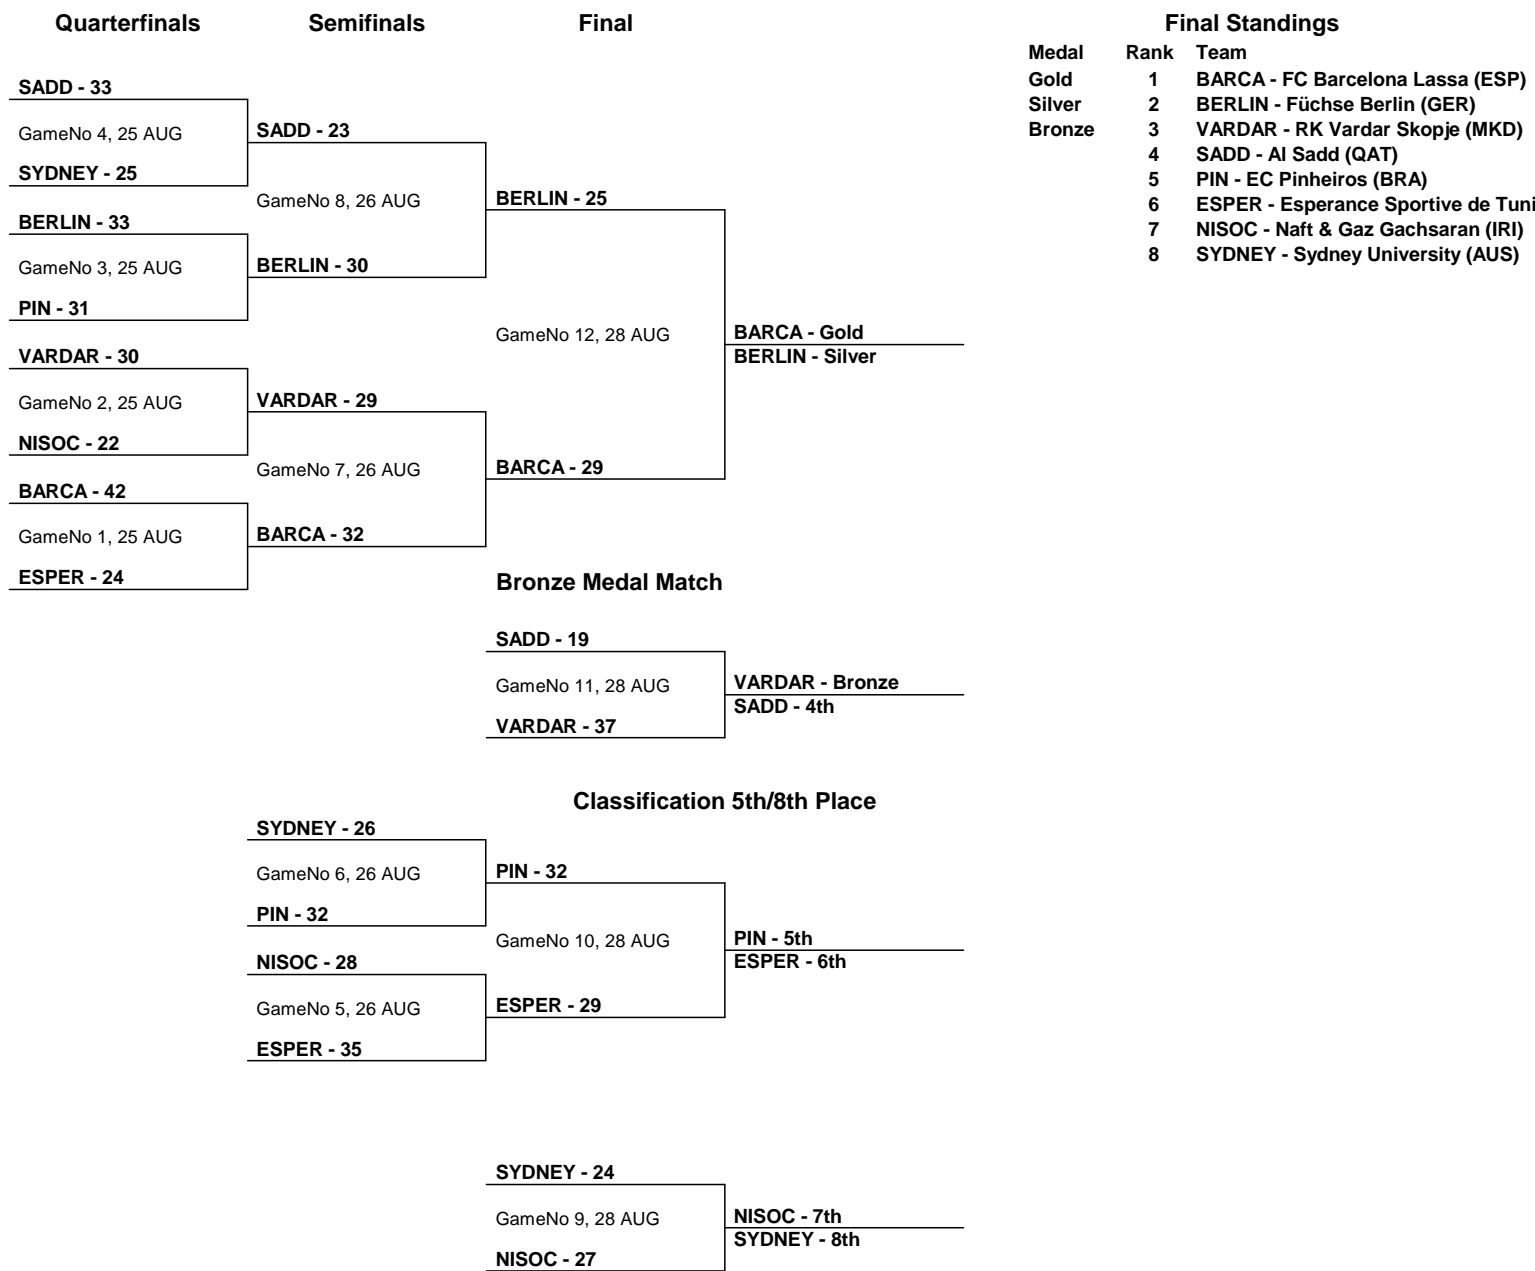 Quarterfinals Semifinals Final
SADD - 33
GameNo 4, 25 AUG
SYDNEY - 25
BERLIN - 33
GameNo 3, 25 AUG
PIN - 31
VARDAR - 30
GameNo 2, 25 AUG
NISOC - 22
BARCA - 42
GameNo 1, 25 AUG
ESPER - 24
SADD - 23
GameNo 8, 26 AUG
BERLIN - 30
VARDAR - 29
GameNo 7, 26 AUG
BARCA - 32
BERLIN - 25
GameNo 12, 28 AUG
BARCA - 29
BARCA - Gold
BERLIN - Silver
Final Standings
Medal Rank Team
Gold 1 BARCA - FC Barcelona Lassa (ESP)
Silver 2 BERLIN - Füchse Berlin (GER)
Bronze 3 VARDAR - RK Vardar Skopje (MKD)
4 SADD - Al Sadd (QAT)
5 PIN - EC Pinheiros (BRA)
6 ESPER - Esperance Sportive de Tuni
7 NISOC - Naft & Gaz Gachsaran (IRI)
8 SYDNEY - Sydney University (AUS)
Bronze Medal Match
SADD - 19
GameNo 11, 28 AUG
VARDAR - 37
VARDAR - Bronze
SADD - 4th
Classification 5th/8th Place
SYDNEY - 26
GameNo 6, 26 AUG
PIN - 32
NISOC - 28
GameNo 5, 26 AUG
ESPER - 35
PIN - 32
GameNo 10, 28 AUG
ESPER - 29
PIN - 5th
ESPER - 6th
SYDNEY - 24
GameNo 9, 28 AUG
NISOC - 27
NISOC - 7th
SYDNEY - 8th